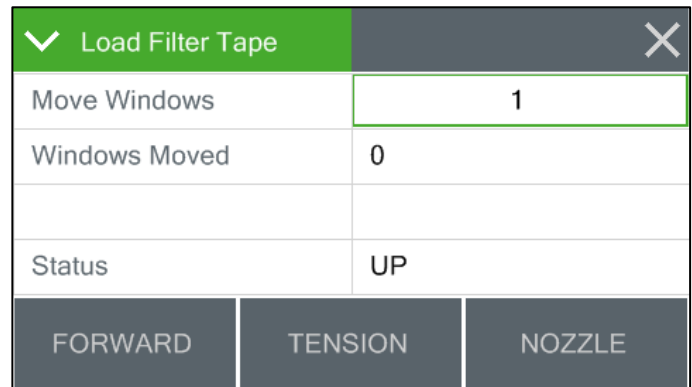 Load Filter Tape
Move Windows 1
Windows Moved 0
Status UP
FORWARD TENSION NOZZLE